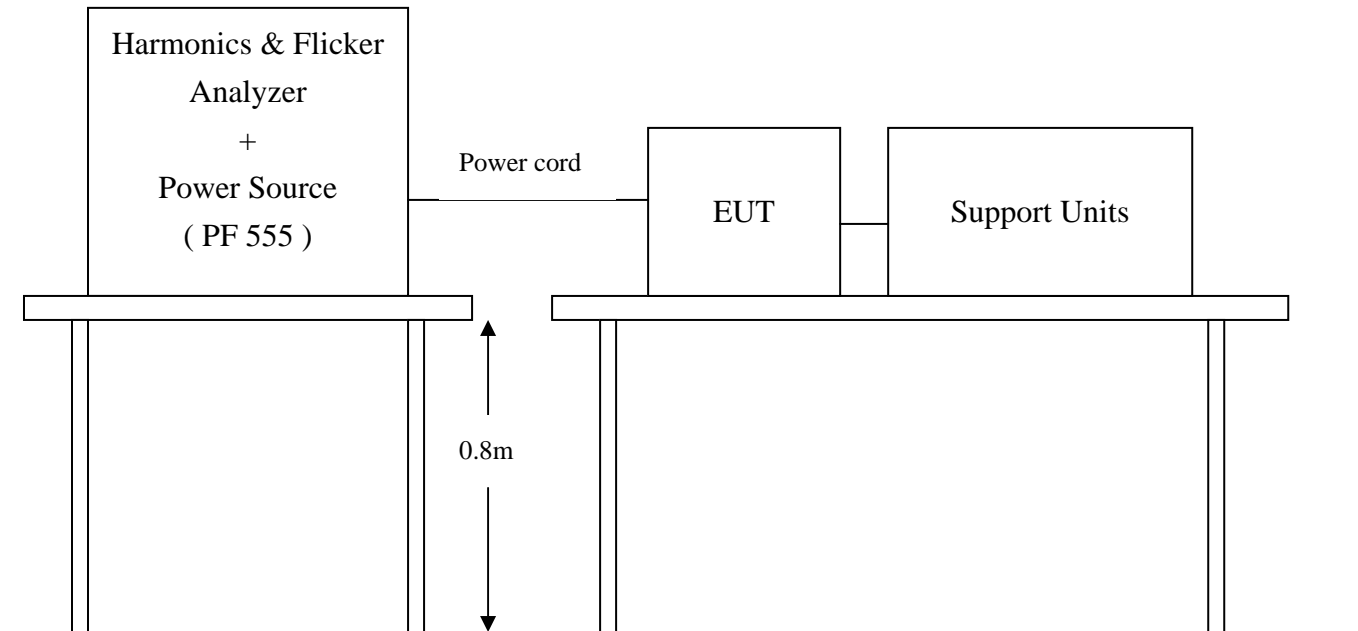 Harmonics & Flicker
Analyzer
+
Power Source
( PF 555 )
Power cord
EUT
Support Units
0.8m